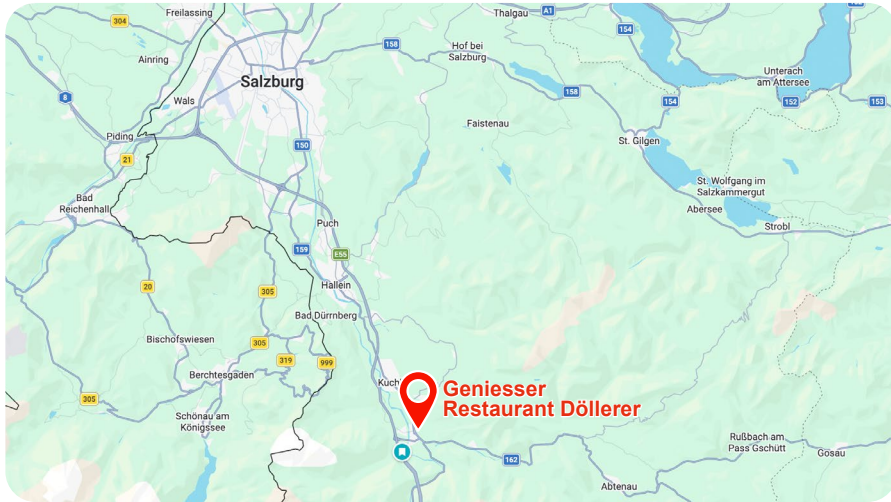 Freilassing
304
Ainring
Wals
8
Piding
21
Bad
Reichenhall
Salzburg
158
Hof bei
Salzburg
Thalgau
A1
154
Unterach
am Attersee
158
154
152
153
Faistenau
St. Gilgen
150
St. Wolfgang im
Salzkammergut
Abersee
Strobl
Puch
159
E55
20
305
Hallein
Bad Dürrnberg
Bischofswiesen
305
319
999
Berchtesgaden
305
Schönau am
Königssee
Kuchl
Geniesser
Restaurant Döllerer
162
Rußbach am
Pass Gschütt
Gosau
Abtenau